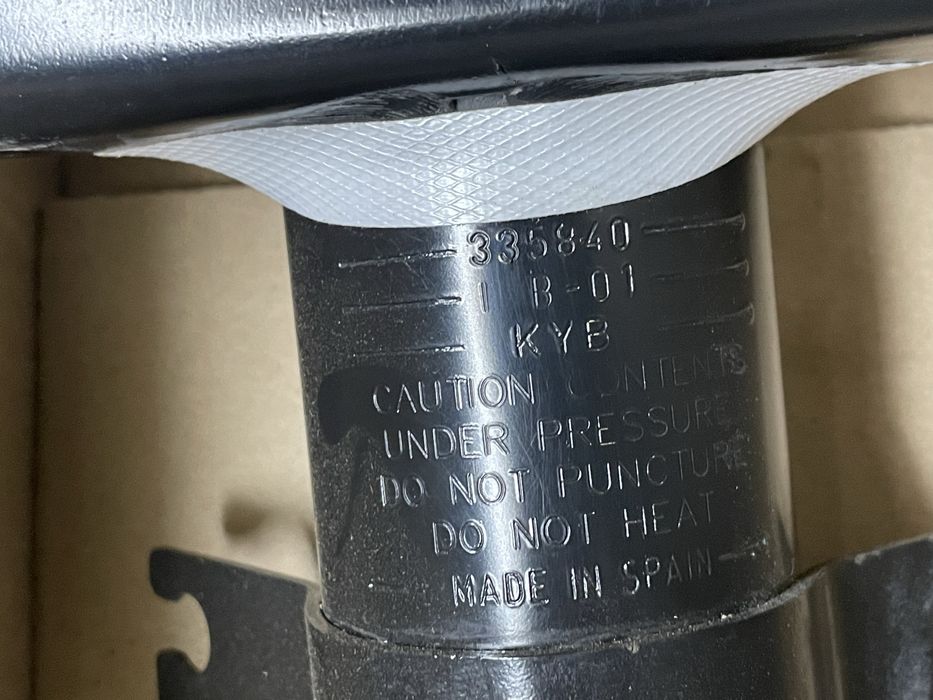 335840
I B-01
KYB
CAUTION CONTENTS
UNDER PRESSURE
DO NOT PUNCTURE
DO NOT HEAT
MADE IN SPAIN